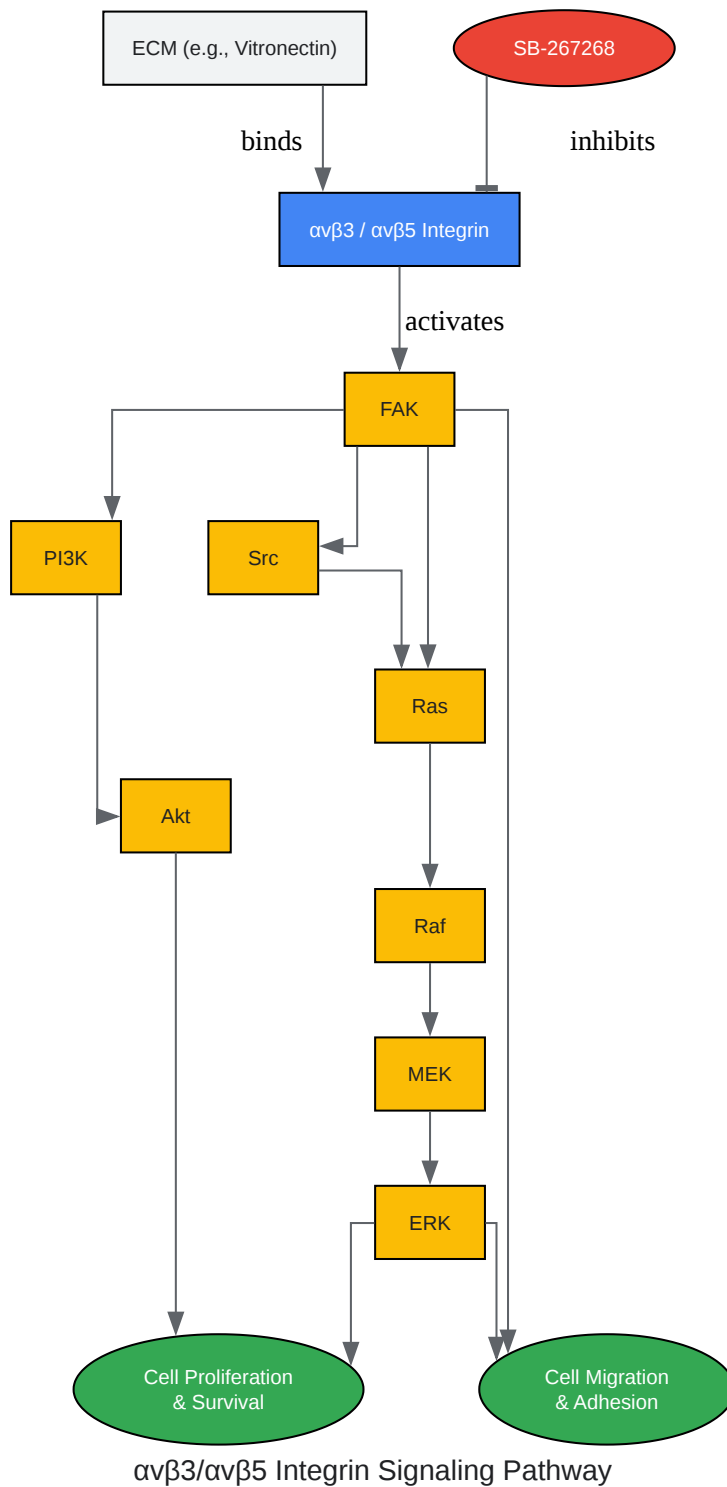 ECM (e.g., Vitronectin)
SB-267268
binds
inhibits
αvβ3 / αvβ5 Integrin
activates
FAK
PI3K
Src
Ras
Akt
Raf
MEK
ERK
Cell Proliferation
& Survival
Cell Migration
& Adhesion
αvβ3/αvβ5 Integrin Signaling Pathway